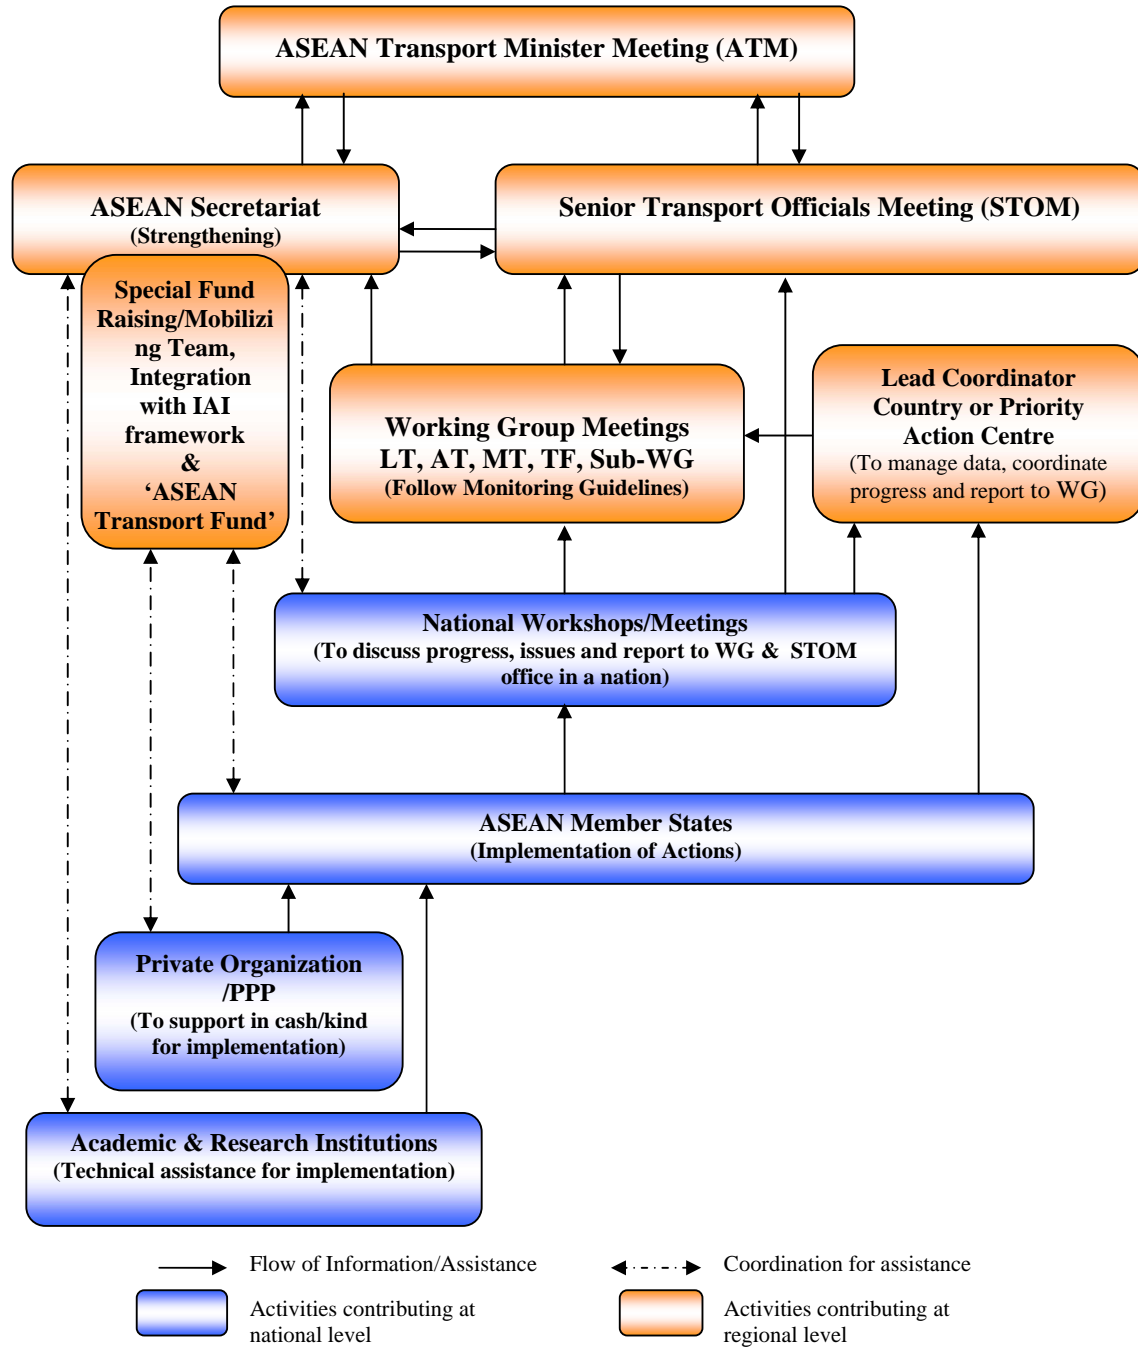 ASEAN Transport Minister Meeting (ATM)
ASEAN Secretariat
(Strengthening)
Senior Transport Officials Meeting (STOM)
Special Fund
Raising/Mobilizi
ng Team,
Integration
with IAI
framework
&
‘ASEAN
Transport Fund’
Working Group Meetings
LT, AT, MT, TF, Sub-WG
(Follow Monitoring Guidelines)
Lead Coordinator
Country or Priority
Action Centre
(To manage data, coordinate
progress and report to WG)
National Workshops/Meetings
(To discuss progress, issues and report to WG & STOM
office in a nation)
ASEAN Member States
(Implementation of Actions)
Private Organization
/PPP
(To support in cash/kind
for implementation)
Academic & Research Institutions
(Technical assistance for implementation)
Flow of Information/Assistance
Coordination for assistance
Activities contributing at
national level
Activities contributing at
regional level